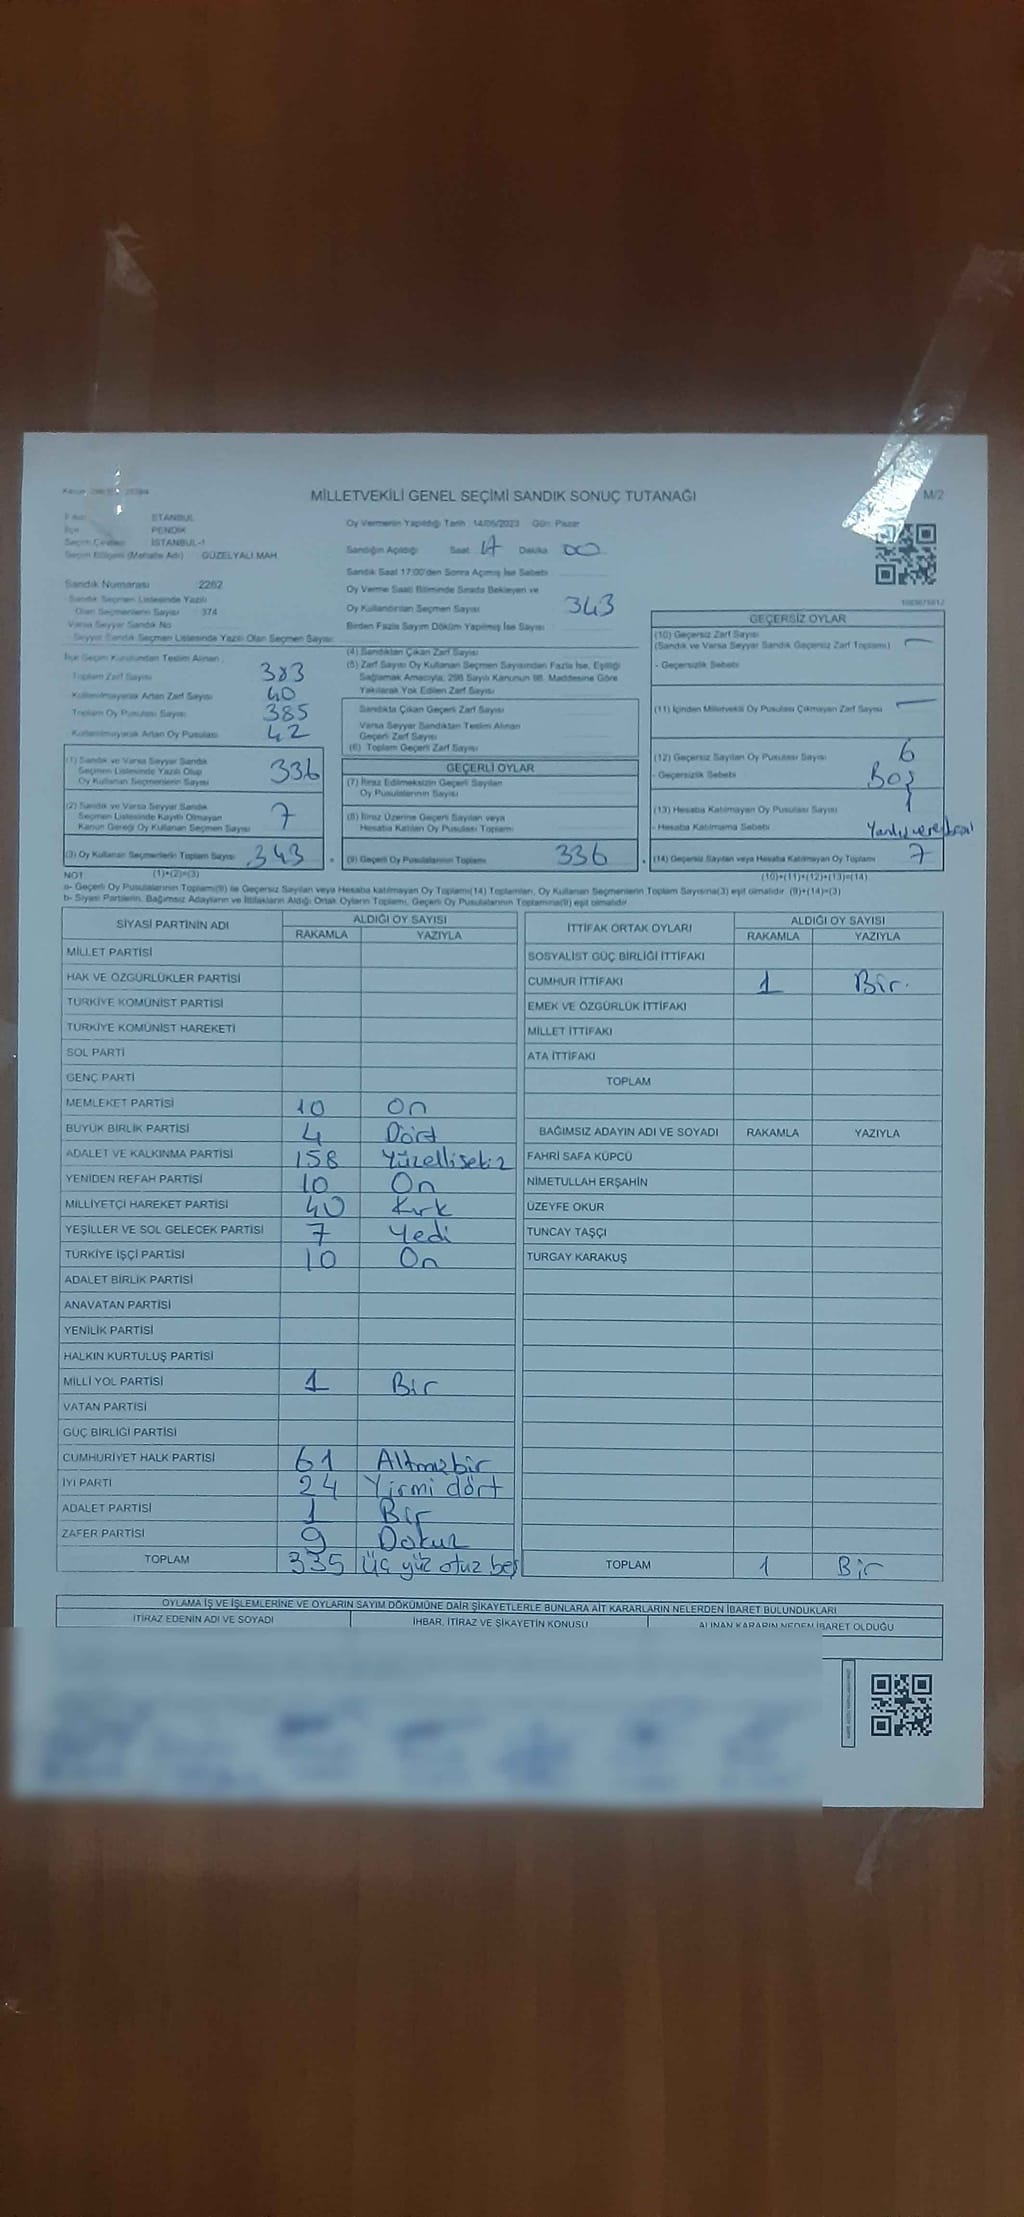 MİLLETVEKİLİ GENEL SEÇİMİ SANDIK SONUÇ TUTANAĞI
M/2
İSTANBUL
PENDİK
İSTANBUL-1
Seçim Bölgesi (Mahalle Adı) GÜZELYALI MAH.
Sandık Numarası 2262
Sandık Seçmen Listesinde Yazılı
Olan Seçmenlerin Sayısı 374
Varsa Seyyar Sandık No
Seyyar Sandık Seçmen Listesinde Yazılı Olan Seçmen Sayısı
Oy Vermenin Yapıldığı Tarih : 14/05/2023 Gün: Pazar
Sandığın Açıldığı Saat 17 Dakika 00
Sandık Saat 17:00'den Sonra Açılmış İse Sebebi
Oy Verme Saati Bitiminde Sırada Bekleyen ve
Oy Kullandırılan Seçmen Sayısı 343
Birden Fazla Sayım Döküm Yapılmış İse Sayısı
İlçe Seçim Kurulundan Teslim Alınan
Toplam Zarf Sayısı 383
Kullanılmayarak Artan Zarf Sayısı 40
Toplam Oy Pusulası Sayısı 385
Kullanılmayarak Artan Oy Pusulası 42
(1) Sandık ve Varsa Seyyar Sandık
Seçmen Listesinde Yazılı Olup
Oy Kullanan Seçmenlerin Sayısı 336
(2) Sandık ve Varsa Seyyar Sandık
Seçmen Listesinde Kayıtlı Olmayan
Kanun Gereği Oy Kullanan Seçmen Sayısı 7
(3) Oy Kullanan Seçmenlerin Toplam Sayısı 343
(1)+(2)=(3)
(4) Sandıktan Çıkan Zarf Sayısı
(5) Zarf Sayısı Oy Kullanan Seçmen Sayısından Fazla İse, Eşitliği
Sağlamak Amacıyla; 298 Sayılı Kanunun 98. Maddesine Göre
Yakılarak Yok Edilen Zarf Sayısı
Sandıkta Çıkan Geçerli Zarf Sayısı
Varsa Seyyar Sandıktan Teslim Alınan
Geçerli Zarf Sayısı
(6) Toplam Geçerli Zarf Sayısı
GEÇERLİ OYLAR
(7) İtiraz Edilmeksizin Geçerli Sayılan
Oy Pusulalarının Sayısı
(8) İtiraz Üzerine Geçerli Sayılan veya
Hesaba Katılan Oy Pusulası Toplamı
(9) Geçerli Oy Pusulalarının Toplamı 336
GEÇERSİZ OYLAR
(10) Geçersiz Zarf Sayısı
(Sandık ve Varsa Seyyar Sandık Geçersiz Zarf Toplamı)
- Geçersizlik Sebebi
(11) İçinden Milletvekili Oy Pusulası Çıkmayan Zarf Sayısı
(12) Geçersiz Sayılan Oy Pusulası Sayısı 6
- Geçersizlik Sebebi Boş
(13) Hesaba Katılmayan Oy Pusulası Sayısı 1
- Hesaba Katılmama Sebebi
(14) Geçersiz Sayılan veya Hesaba Katılmayan Oy Toplamı 7
(10)+(11)+(12)+(13)=(14)
NOT:
a- Geçerli Oy Pusulalarının Toplamı(9) ile Geçersiz Sayılan veya Hesaba katılmayan Oy Toplamı(14) Toplamları, Oy Kullanan Seçmenlerin Toplam Sayısına(3) eşit olmalıdır. (9)+(14)=(3)
b- Siyasi Partilerin, Bağımsız Adayların ve İttifakların Aldığı Ortak Oyların Toplamı, Geçerli Oy Pusulalarının Toplamına(9) eşit olmalıdır.
SİYASİ PARTİNİN ADI ALDIĞI OY SAYISI
RAKAMLA YAZIYLA
MİLLET PARTİSİ
HAK VE ÖZGÜRLÜKLER PARTİSİ
TÜRKİYE KOMÜNİST PARTİSİ
TÜRKİYE KOMÜNİST HAREKETİ
SOL PARTİ
GENÇ PARTİ
MEMLEKET PARTİSİ 10 On
BÜYÜK BİRLİK PARTİSİ 4 Dört
ADALET VE KALKINMA PARTİSİ 158 Yüzellisekiz
YENİDEN REFAH PARTİSİ 10 On
MİLLİYETÇİ HAREKET PARTİSİ 40 Kırk
YEŞİLLER VE SOL GELECEK PARTİSİ 7 Yedi
TÜRKİYE İŞÇİ PARTİSİ 10 On
ADALET BİRLİK PARTİSİ
ANAVATAN PARTİSİ
YENİLİK PARTİSİ
HALKIN KURTULUŞ PARTİSİ
MİLLİ YOL PARTİSİ 1 Bir
VATAN PARTİSİ
GÜÇ BİRLİĞİ PARTİSİ
CUMHURİYET HALK PARTİSİ 61 Altmışbir
İYİ PARTİ 24 Yirmi dört
ADALET PARTİSİ 1 Bir
ZAFER PARTİSİ 9 Dokuz
TOPLAM 335 üç yüz otuz beş
İTTİFAK ORTAK OYLARI ALDIĞI OY SAYISI
RAKAMLA YAZIYLA
SOSYALİST GÜÇ BİRLİĞİ İTTİFAKI
CUMHUR İTTİFAKI 1 Bir.
EMEK VE ÖZGÜRLÜK İTTİFAKI
MİLLET İTTİFAKI
ATA İTTİFAKI
TOPLAM
BAĞIMSIZ ADAYIN ADI VE SOYADI RAKAMLA YAZIYLA
FAHRİ SAFA KÜPCÜ
NİMETULLAH ERŞAHİN
ÜZEYFE OKUR
TUNCAY TAŞÇI
TURGAY KARAKUŞ
TOPLAM 1 Bir
OYLAMA İŞ VE İŞLEMLERİNE VE OYLARIN SAYIM DÖKÜMÜNE DAİR ŞİKAYETLERLE BUNLARA AİT KARARLARIN NELERDEN İBARET BULUNDUKLARI
İTİRAZ EDENİN ADI VE SOYADI İHBAR, İTİRAZ VE ŞİKAYETİN KONUSU ALINAN KARARIN NEDEN İBARET OLDUĞU